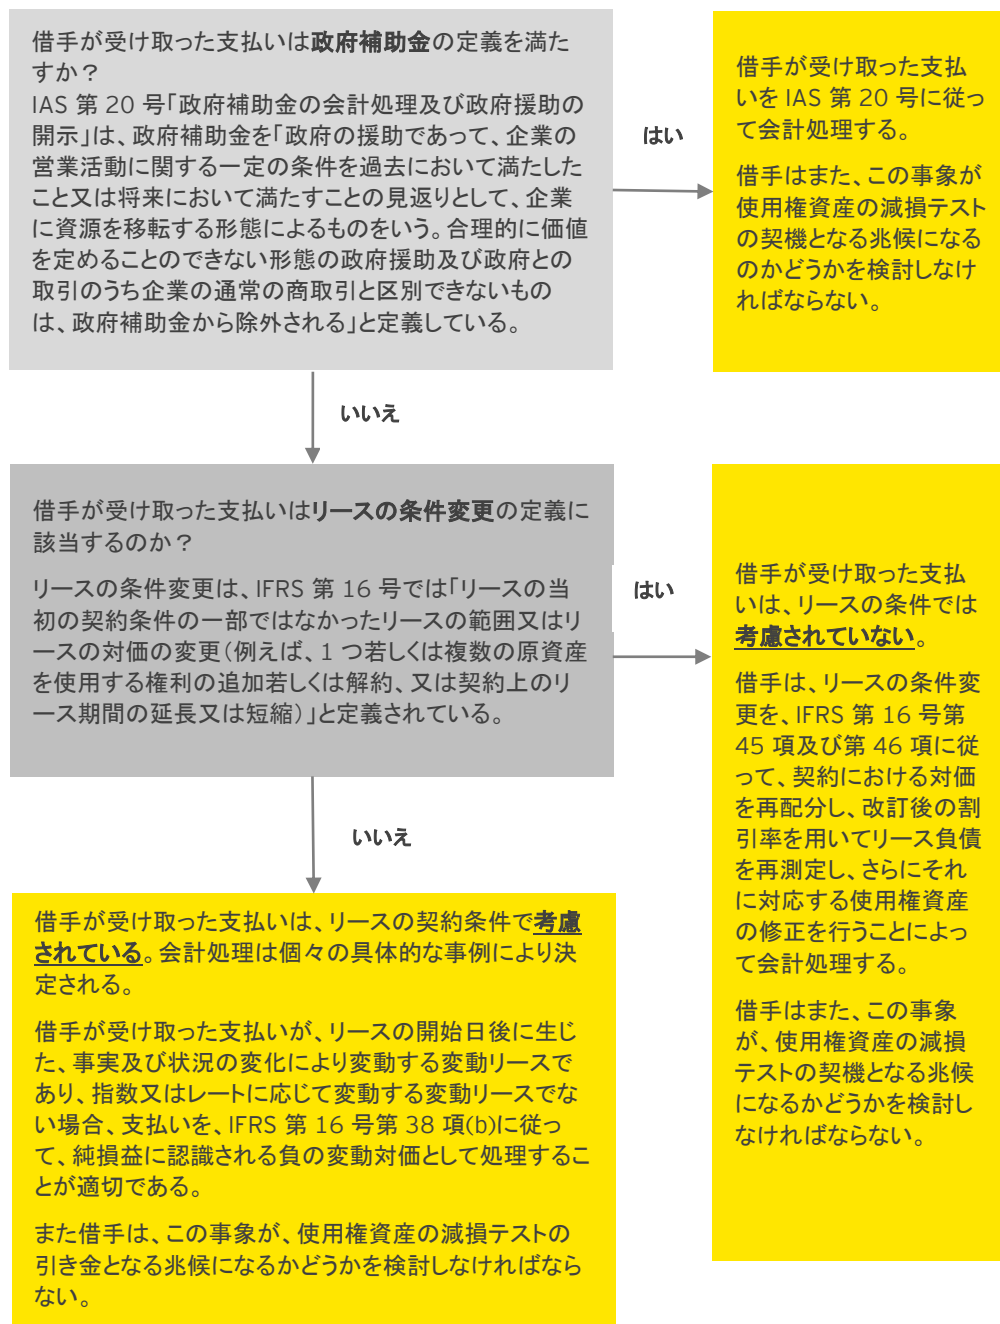 借手が受け取った支払いは政府補助金の定義を満た
すか？
IAS 第 20 号「政府補助金の会計処理及び政府援助の
開示」は、政府補助金を「政府の援助であって、企業の
営業活動に関する一定の条件を過去において満たした
こと又は将来において満たすことの見返りとして、企業
に資源を移転する形態によるものをいう。合理的に価値
を定めることのできない形態の政府援助及び政府との
取引のうち企業の通常の商取引と区別できないもの
は、政府補助金から除外される」と定義している。
はい
借手が受け取った支払
いを IAS 第 20 号に従っ
て会計処理する。
借手はまた、この事象が
使用権資産の減損テスト
の契機となる兆候になる
のかどうかを検討しなけ
ればならない。
いいえ
借手が受け取った支払いはリースの条件変更の定義に
該当するのか？
リースの条件変更は、IFRS 第 16 号では「リースの当
初の契約条件の一部ではなかったリースの範囲又はリ
ースの対価の変更（例えば、1 つ若しくは複数の原資産
を使用する権利の追加若しくは解約、又は契約上のリ
ース期間の延長又は短縮）」と定義されている。
はい
借手が受け取った支払
いは、リースの条件では
考慮されていない。
借手は、リースの条件変
更を、IFRS 第 16 号第
45 項及び第 46 項に従
って、契約における対価
を再配分し、改訂後の割
引率を用いてリース負債
を再測定し、さらにそれ
に対応する使用権資産
の修正を行うことによっ
て会計処理する。
借手はまた、この事象
が、使用権資産の減損
テストの契機となる兆候
になるかどうかを検討し
なければならない。
いいえ
借手が受け取った支払いは、リースの契約条件で考慮
されている。会計処理は個々の具体的な事例により決
定される。
借手が受け取った支払いが、リースの開始日後に生じ
た、事実及び状況の変化により変動する変動リースで
あり、指数又はレートに応じて変動する変動リースでな
い場合、支払いを、IFRS 第 16 号第 38 項(b)に従っ
て、純損益に認識される負の変動対価として処理するこ
とが適切である。
また借手は、この事象が、使用権資産の減損テストの
引き金となる兆候になるかどうかを検討しなければなら
ない。